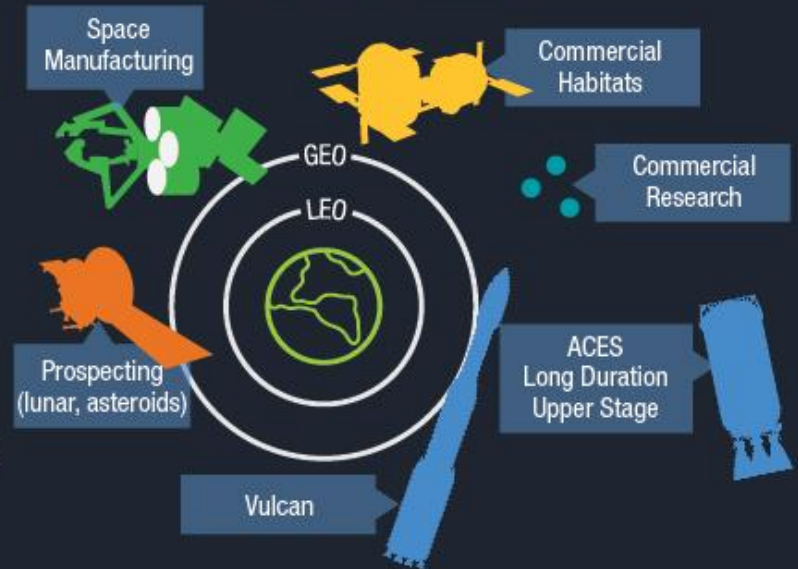 Space
Manufacturing
Commercial
Habitats
GEO
Commercial
Research
LEO
Prospecting
(lunar, asteroids)
ACES
Long Duration
Upper Stage
Vulcan